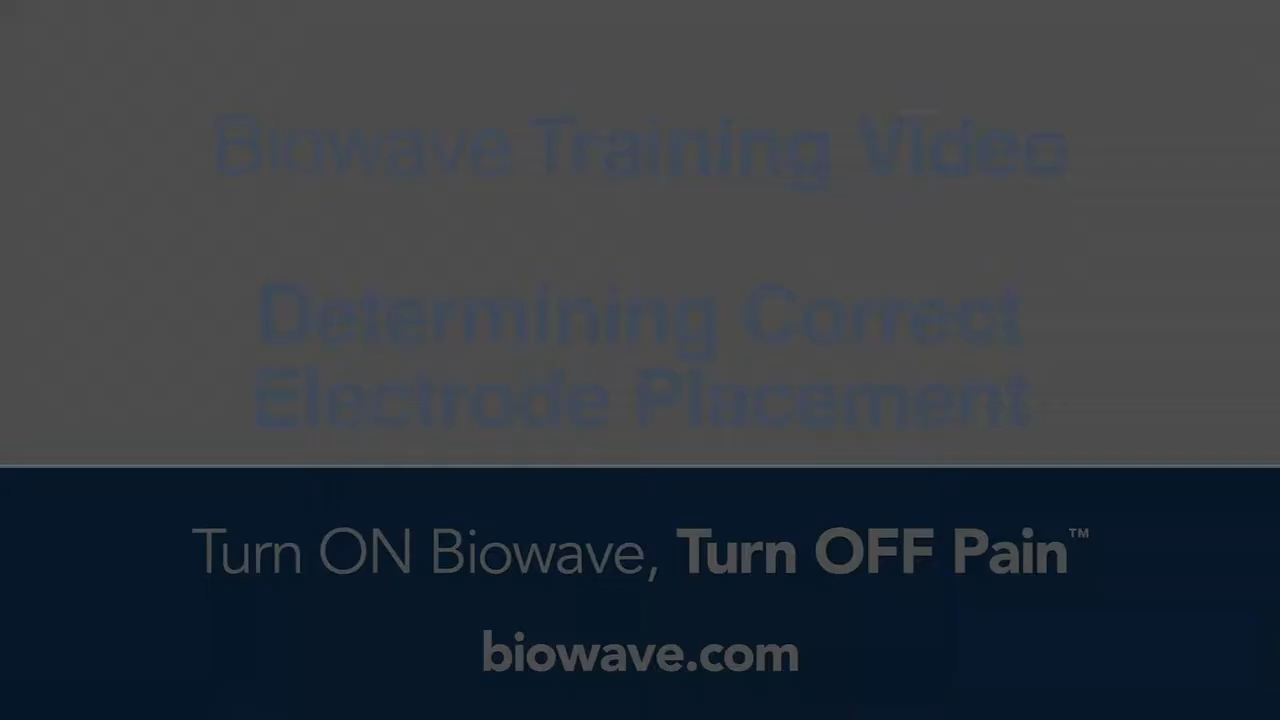 Biowave Training Video
Determining Correct
Electrode Placement
Turn ON Biowave, Turn OFF Pain™
biowave.com